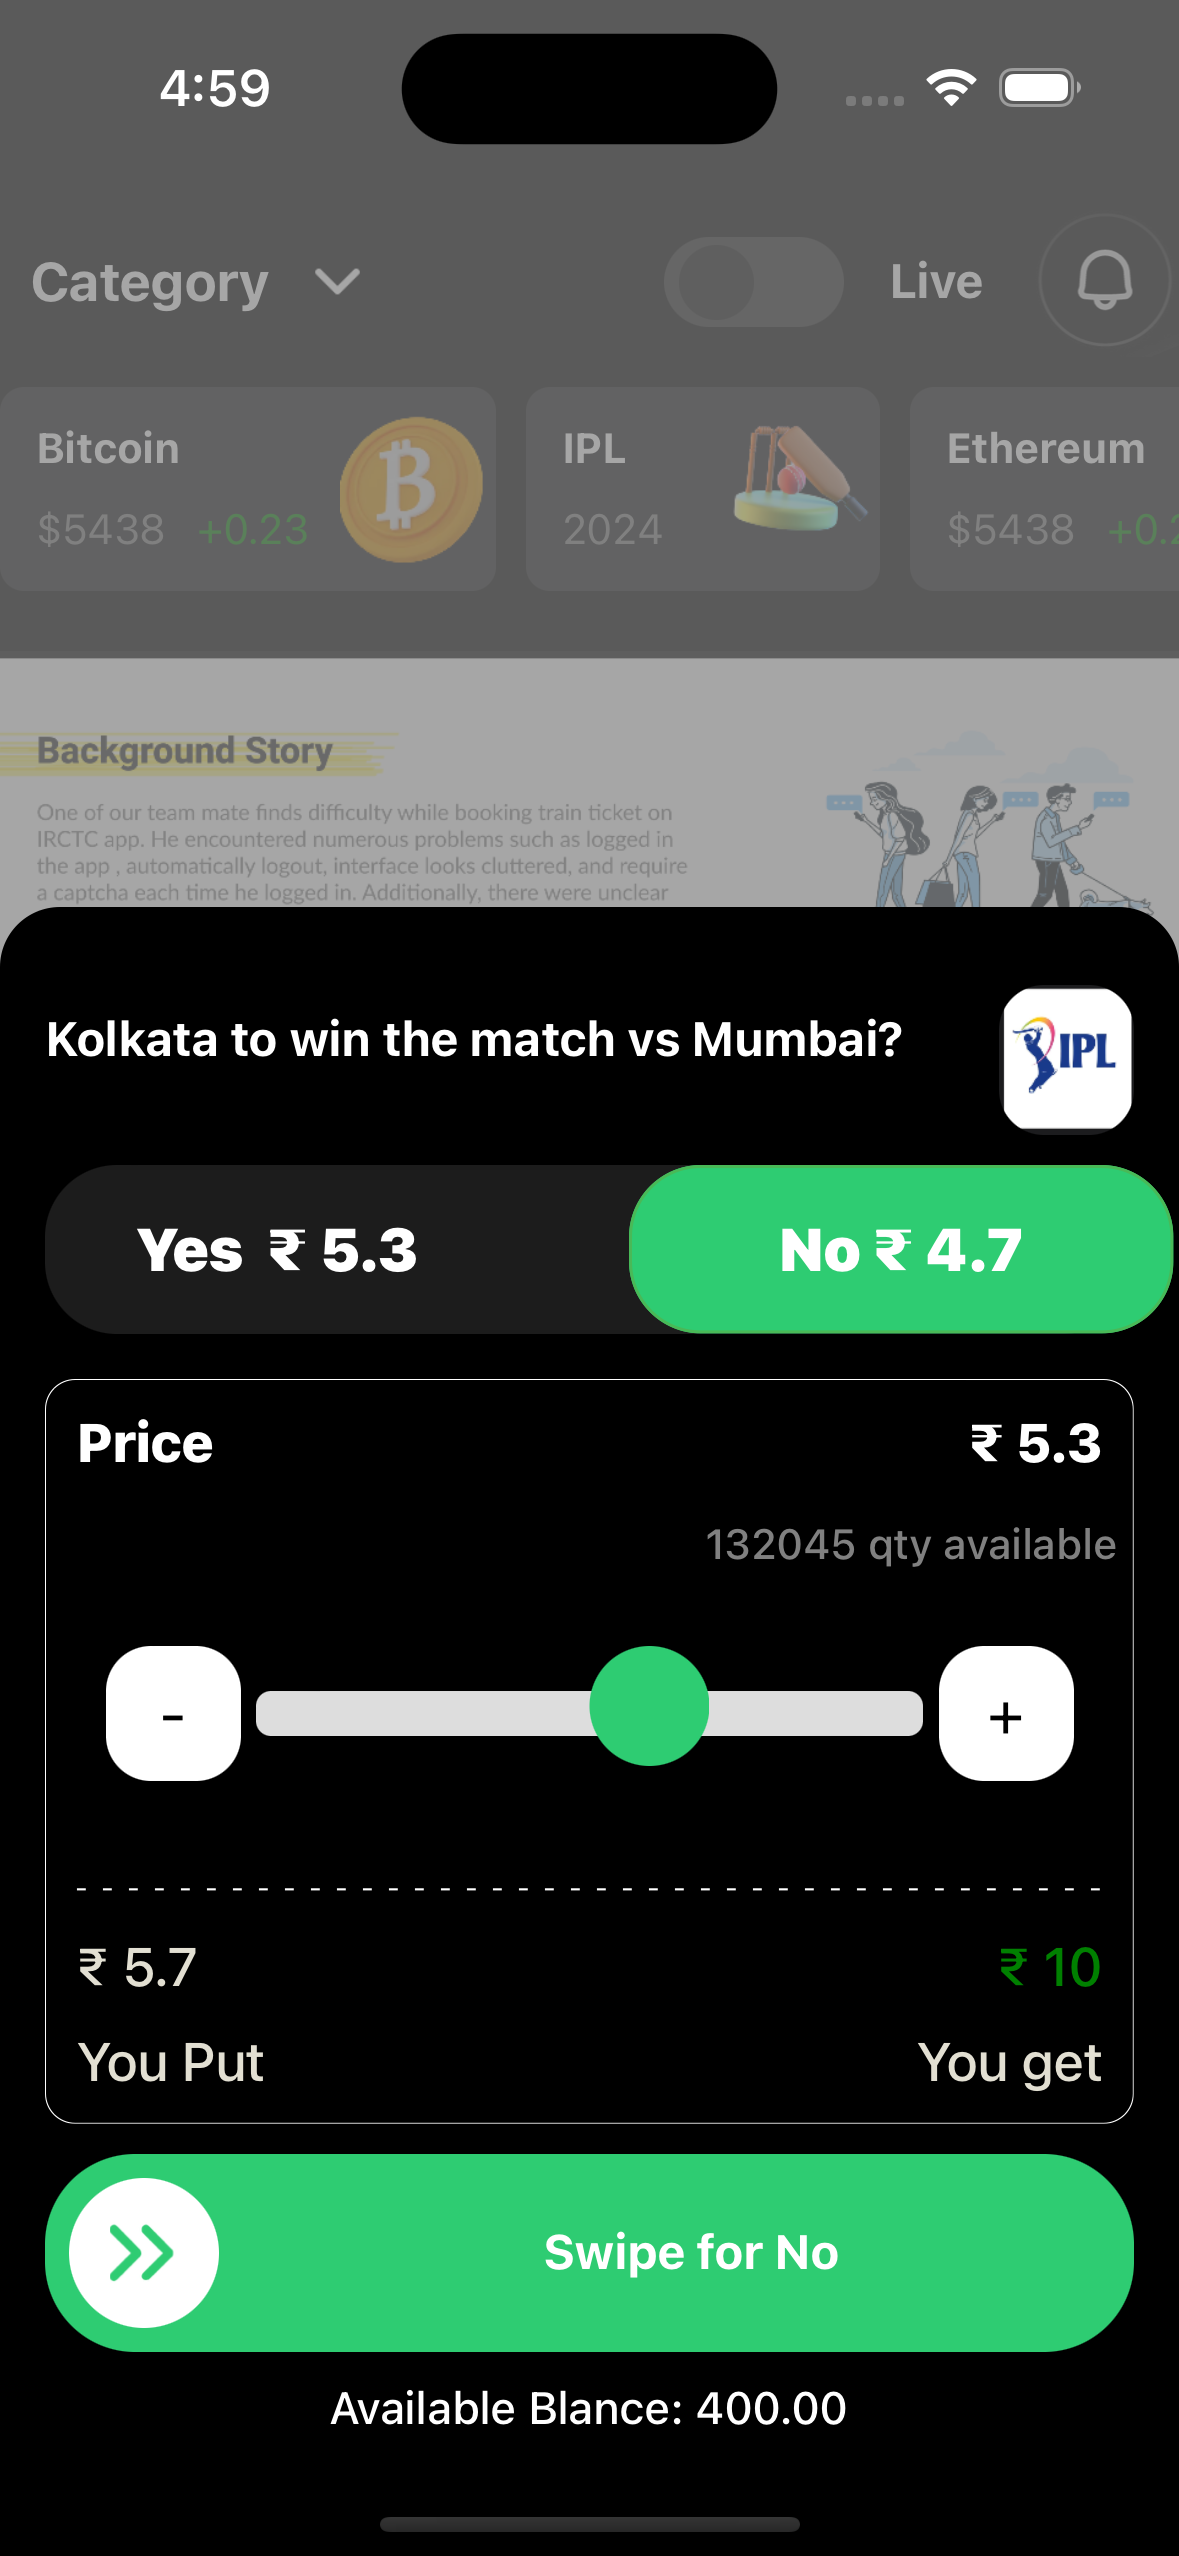 4:59
Category
Live
Bitcoin
$5438 +0.23
IPL
2024
Ethereum
$5438 +0.2
Background Story
One of our team mate finds difficulty while booking train ticket on
IRCTC app. He encountered numerous problems such as logged in
the app , automatically logout, interface looks cluttered, and require
a captcha each time he logged in. Additionally, there were unclear
Kolkata to win the match vs Mumbai?
IPL
Yes ₹ 5.3
No ₹ 4.7
Price
₹ 5.3
132045 qty available
-
+
₹ 5.7
₹ 10
You Put
You get
Swipe for No
Available Blance: 400.00